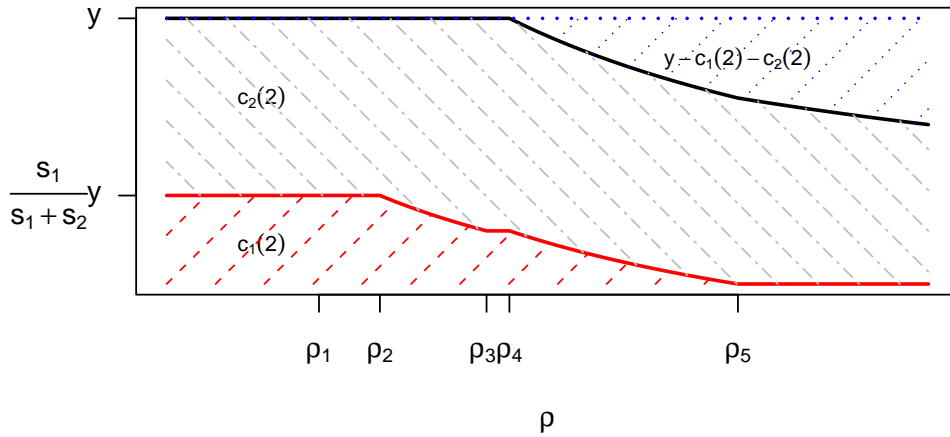 y
y − c₁(2) − c₂(2)
c₂(2)
s₁
s₁ + s₂
y
c₁(2)
ρ₁ ρ₂ ρ₃ρ₄ ρ₅
ρ